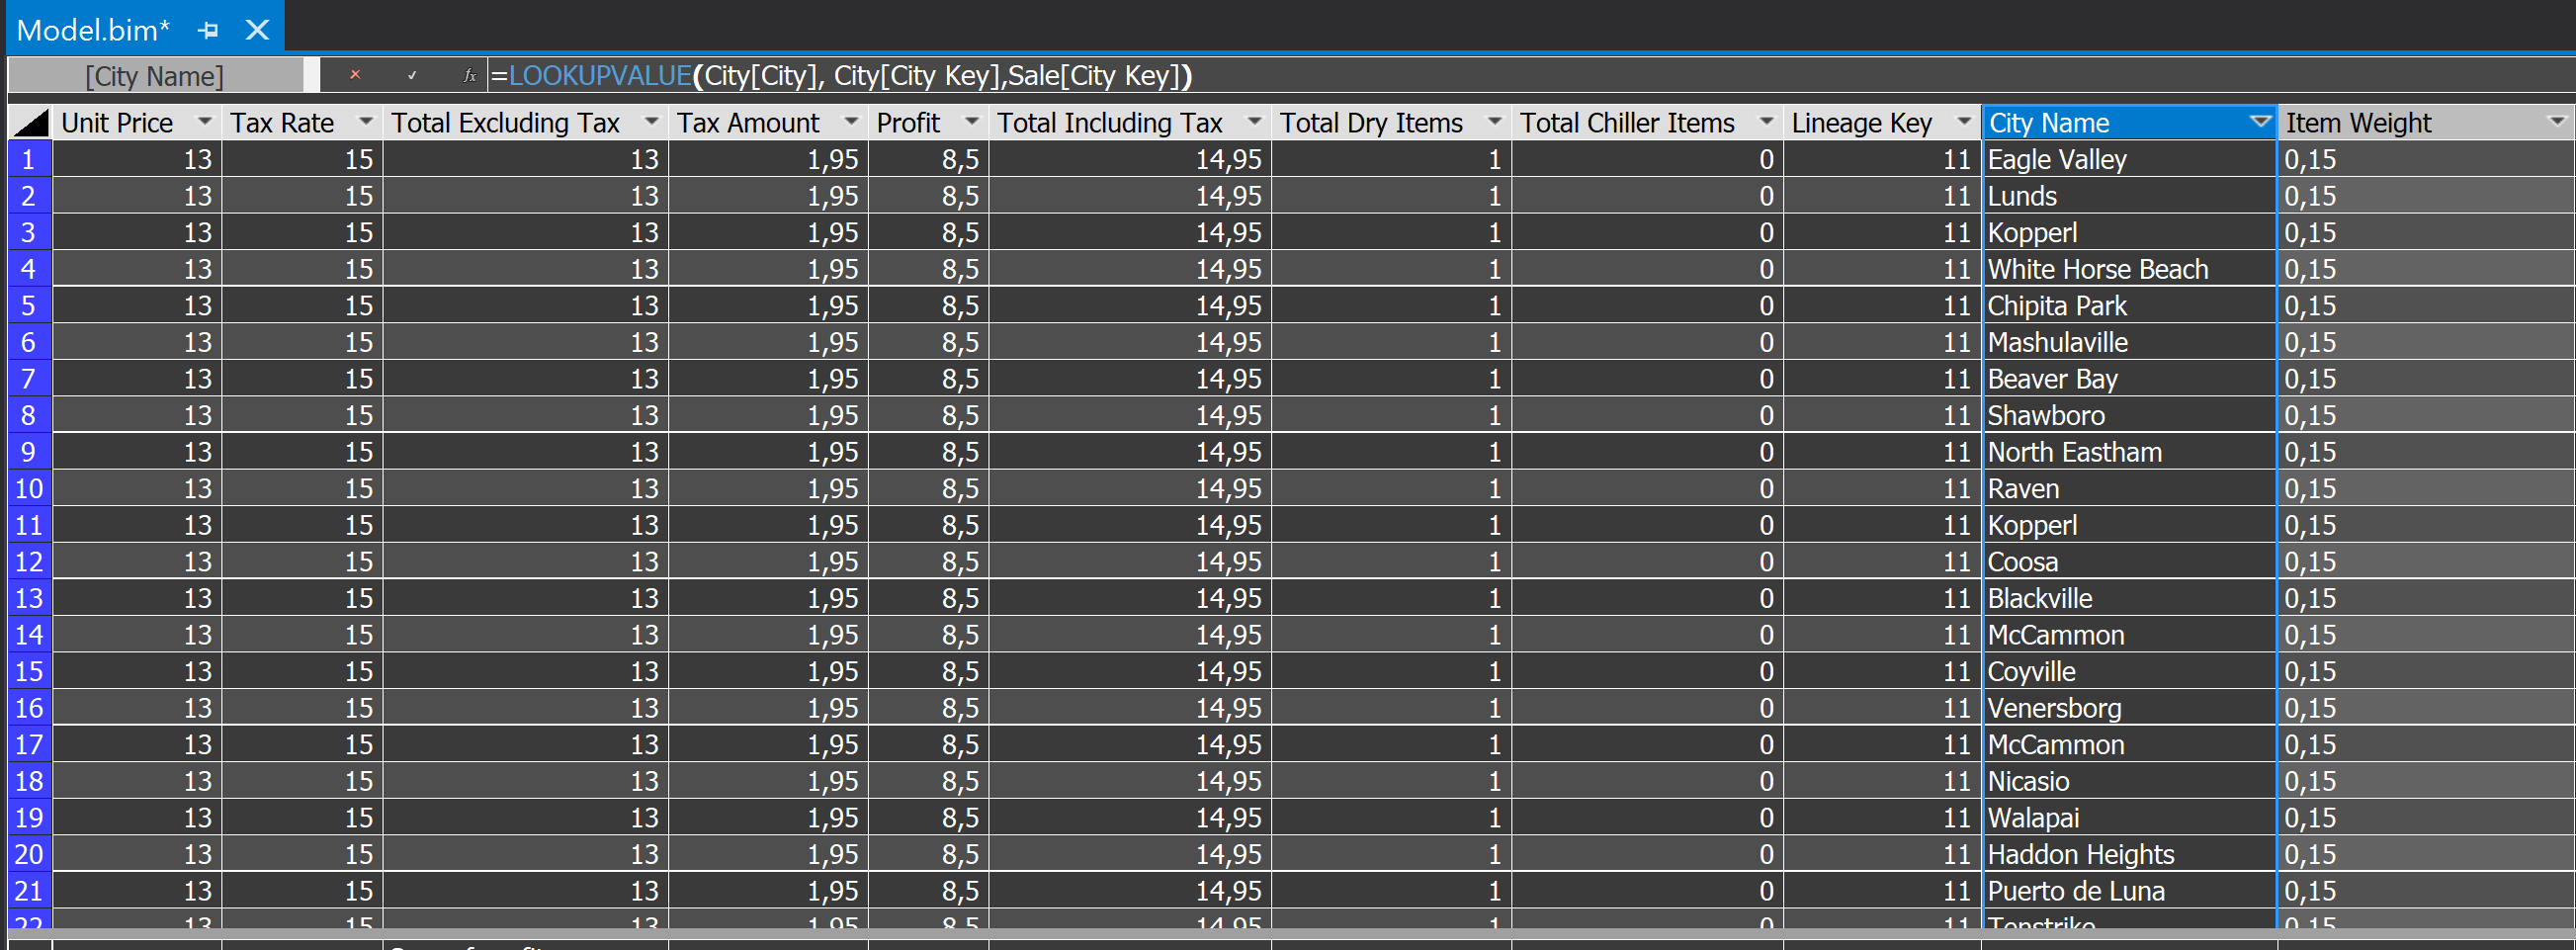 Model.bim*
[City Name] fx =LOOKUPVALUE(City[City], City[City Key],Sale[City Key])
Unit Price Tax Rate Total Excluding Tax Tax Amount Profit Total Including Tax Total Dry Items Total Chiller Items Lineage Key City Name Item Weight
1 13 15 13 1,95 8,5 14,95 1 0 11 Eagle Valley 0,15
2 13 15 13 1,95 8,5 14,95 1 0 11 Lunds 0,15
3 13 15 13 1,95 8,5 14,95 1 0 11 Kopperl 0,15
4 13 15 13 1,95 8,5 14,95 1 0 11 White Horse Beach 0,15
5 13 15 13 1,95 8,5 14,95 1 0 11 Chipita Park 0,15
6 13 15 13 1,95 8,5 14,95 1 0 11 Mashulaville 0,15
7 13 15 13 1,95 8,5 14,95 1 0 11 Beaver Bay 0,15
8 13 15 13 1,95 8,5 14,95 1 0 11 Shawboro 0,15
9 13 15 13 1,95 8,5 14,95 1 0 11 North Eastham 0,15
10 13 15 13 1,95 8,5 14,95 1 0 11 Raven 0,15
11 13 15 13 1,95 8,5 14,95 1 0 11 Kopperl 0,15
12 13 15 13 1,95 8,5 14,95 1 0 11 Coosa 0,15
13 13 15 13 1,95 8,5 14,95 1 0 11 Blackville 0,15
14 13 15 13 1,95 8,5 14,95 1 0 11 McCammon 0,15
15 13 15 13 1,95 8,5 14,95 1 0 11 Coyville 0,15
16 13 15 13 1,95 8,5 14,95 1 0 11 Venersborg 0,15
17 13 15 13 1,95 8,5 14,95 1 0 11 McCammon 0,15
18 13 15 13 1,95 8,5 14,95 1 0 11 Nicasio 0,15
19 13 15 13 1,95 8,5 14,95 1 0 11 Walapai 0,15
20 13 15 13 1,95 8,5 14,95 1 0 11 Haddon Heights 0,15
21 13 15 13 1,95 8,5 14,95 1 0 11 Puerto de Luna 0,15
22 13 15 13 1,95 8,5 14,95 1 0 11 Tenstrike 0,15